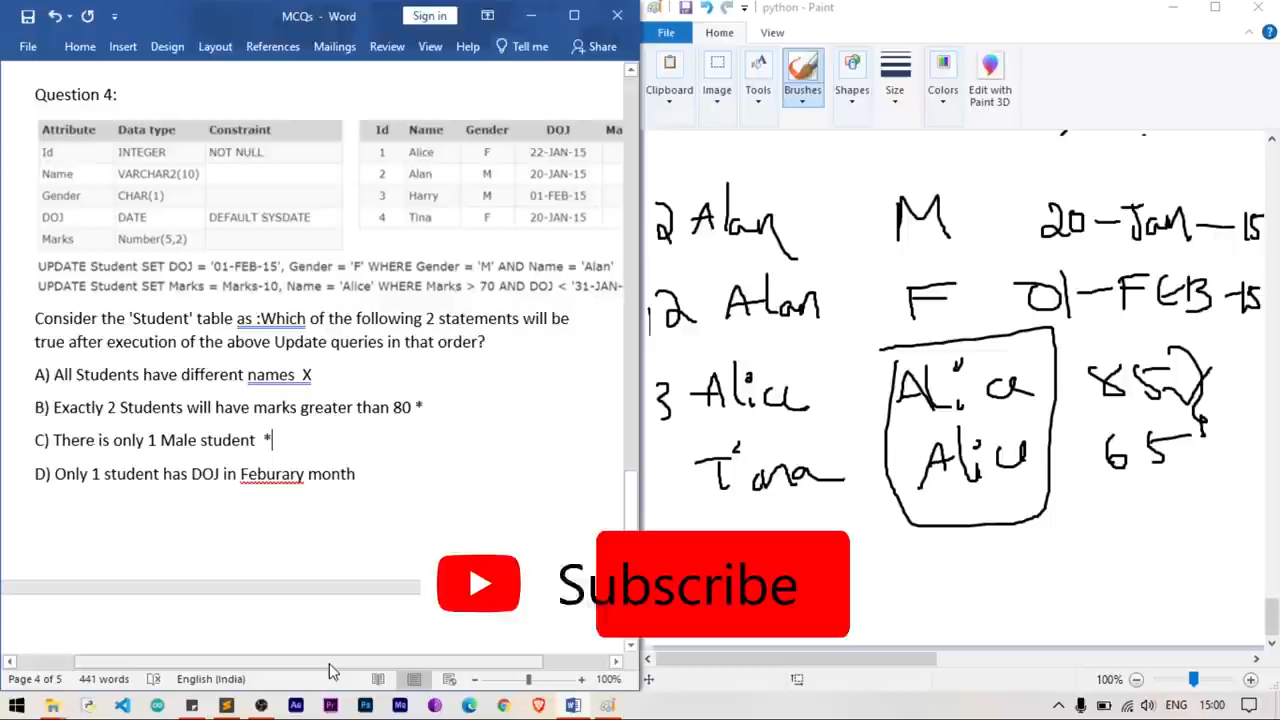 MCQs - Word
Sign in
File Home Insert Design Layout References Mailings Review View Help Tell me Share
Question 4:
Attribute Data type Constraint
Id INTEGER NOT NULL
Name VARCHAR2(10)
Gender CHAR(1)
DOJ DATE DEFAULT SYSDATE
Marks Number(5,2)
Id Name Gender DOJ Ma
1 Alice F 22-JAN-15
2 Alan M 20-JAN-15
3 Harry M 01-FEB-15
4 Tina F 20-JAN-15
UPDATE Student SET DOJ = '01-FEB-15', Gender = 'F' WHERE Gender = 'M' AND Name = 'Alan'
UPDATE Student SET Marks = Marks-10, Name = 'Alice' WHERE Marks > 70 AND DOJ < '31-JAN-
Consider the 'Student' table as :Which of the following 2 statements will be
true after execution of the above Update queries in that order?
A) All Students have different names X
B) Exactly 2 Students will have marks greater than 80 *
C) There is only 1 Male student *
D) Only 1 student has DOJ in Feburary month
Page 4 of 5 441 words English (India) 100%
python - Paint
File Home View
Clipboard Image Tools Brushes Shapes Size Colors Edit with
Paint 3D
2 Alan M 20-Jan-15
2 Alan F 01-FEB-15
3 Alice Alice 85
Tina Alice 65
100%
Subscribe
ENG 15:00